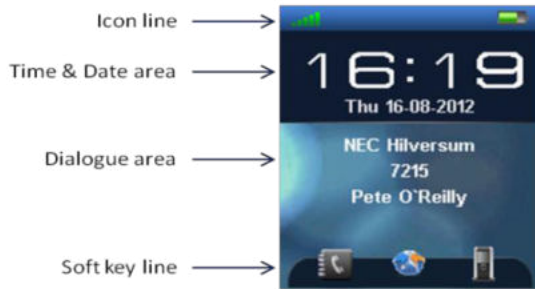 Icon line
Time & Date area
16:19
Thu 16-08-2012
Dialogue area
NEC Hilversum
7215
Pete O`Reilly
Soft key line